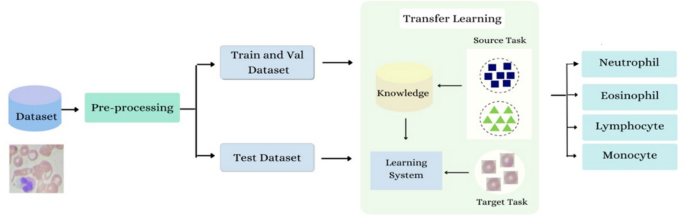 Transfer Learning
Source Task
Train and Val
Dataset
Neutrophil
Dataset
Pre-processing
Knowledge
Eosinophil
Lymphocyte
Test Dataset
Learning
System
Monocyte
Target Task